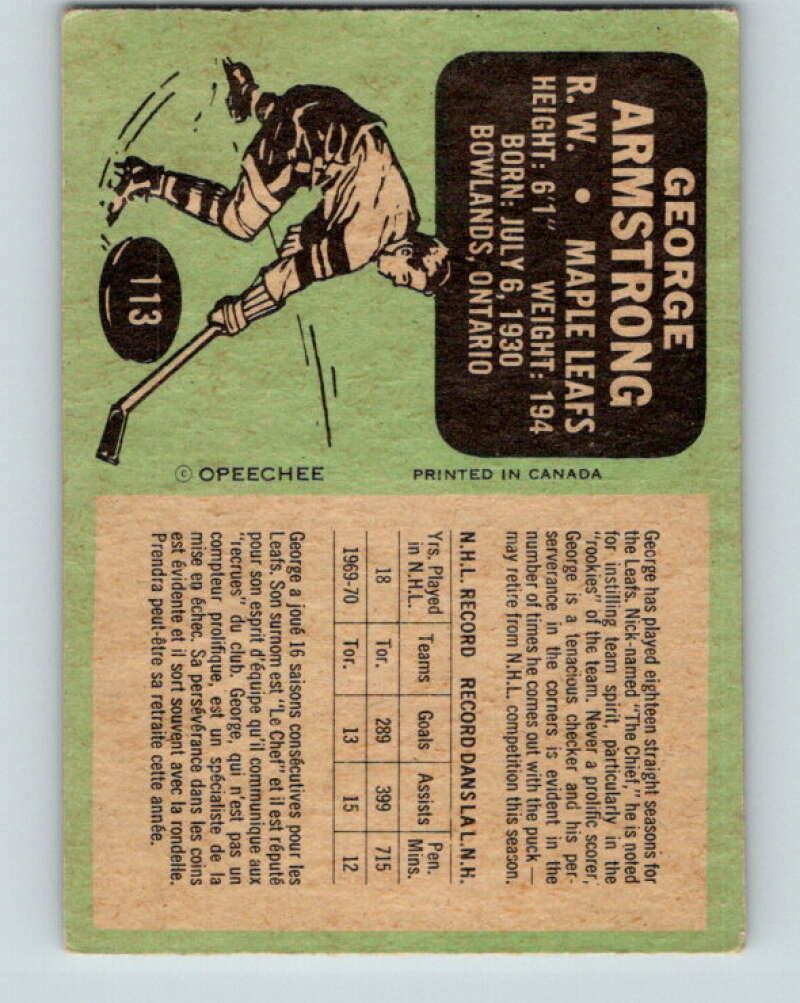 GEORGE
ARMSTRONG
R.W. • MAPLE LEAFS
HEIGHT: 6'1" WEIGHT: 194
BORN: JULY 6, 1930
BOWLANDS, ONTARIO
113
© OPEECHEE
PRINTED IN CANADA
George has played eighteen straight seasons for
the Leafs. Nick-named "The Chief," he is noted
for instilling team spirit, particularly in the
"rookies" of the team. Never a prolific scorer,
George is a tenacious checker and his per-
serverance in the corners is evident in the
number of times he comes out with the puck —
may retire from N.H.L. competition this season.
N.H.L. RECORD RECORD DANS LA L.N.H.
Yrs. Played in N.H.L. Teams Goals Assists Pen. Mins.
18 Tor. 289 399 715
1969-70 Tor. 13 15 12
George a joué 16 saisons consécutives pour les
Leafs. Son surnom est "Le Chef" et il est réputé
pour son esprit d'équipe qu'il communique aux
"recrues" du club. George, qui n'est pas un
compteur prolifique, est un spécialiste de la
mise en échec. Sa persévérance dans les coins
est évidente et il sort souvent avec la rondelle.
Prendra peut-être sa retraite cette année.